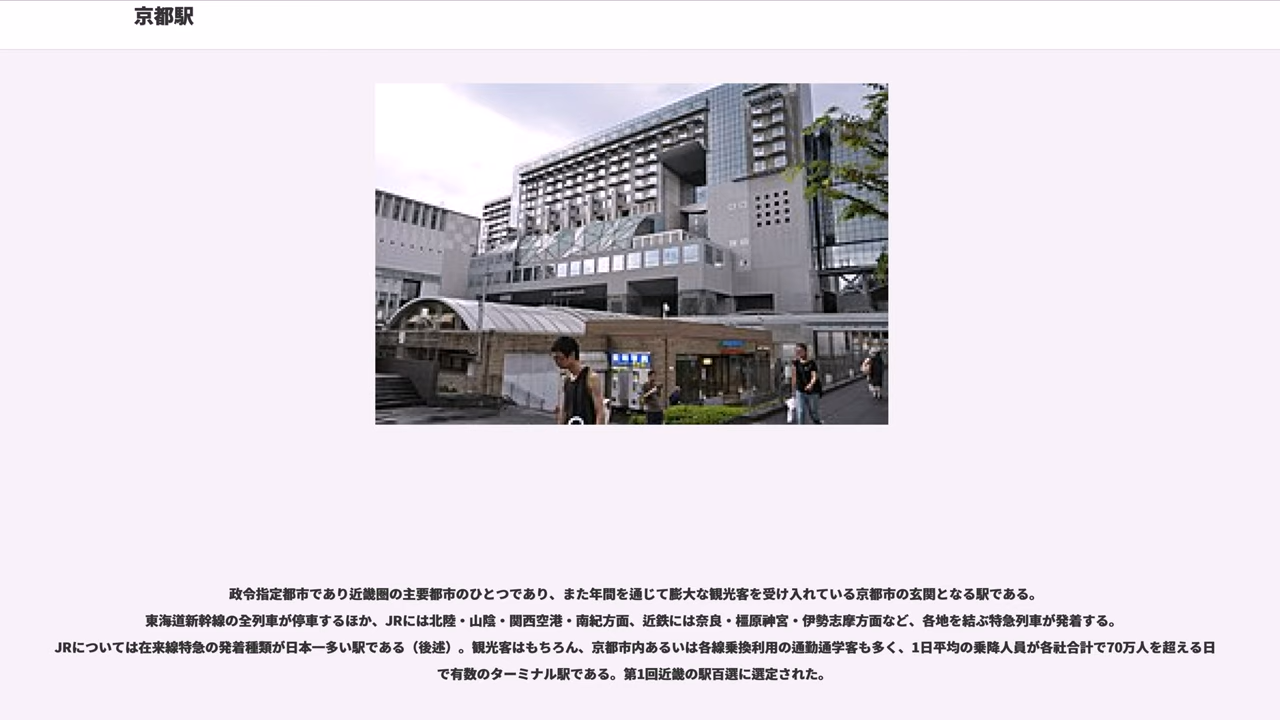 京都駅
政令指定都市であり近畿圏の主要都市のひとつであり、また年間を通じて膨大な観光客を受け入れている京都市の玄関となる駅である。
東海道新幹線の全列車が停車するほか、JRには北陸・山陰・関西空港・南紀方面、近鉄には奈良・橿原神宮・伊勢志摩方面など、各地を結ぶ特急列車が発着する。
JRについては在来線特急の発着種類が日本一多い駅である（後述）。観光客はもちろん、京都市内あるいは各線乗換利用の通勤通学客も多く、1日平均の乗降人員が各社合計で70万人を超える日
で有数のターミナル駅である。第1回近畿の駅百選に選定された。